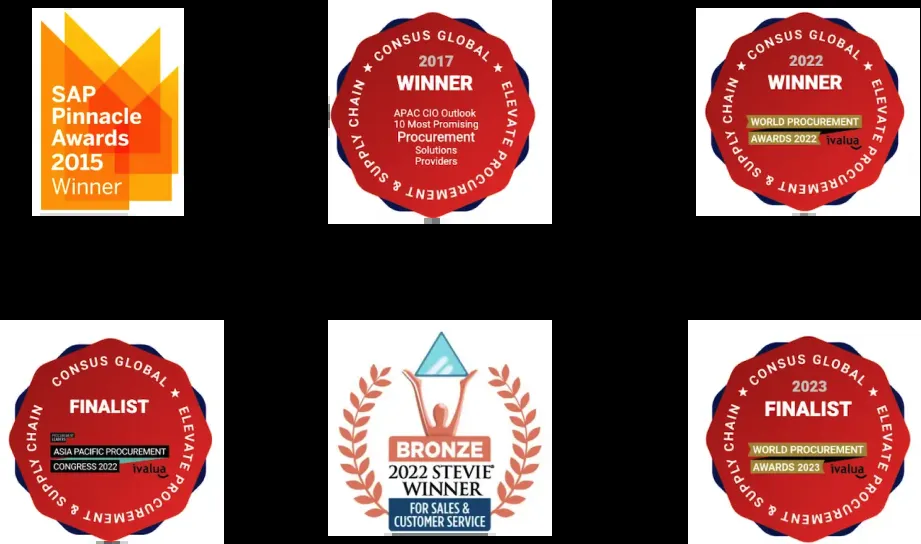 SAP
Pinnacle
Awards
2015
Winner
CONSUS GLOBAL
ELEVATE PROCUREMENT & SUPPLY CHAIN
2017
WINNER
APAC CIO Outlook
10 Most Promising
Procurement
Solutions
Providers
CONSUS GLOBAL
ELEVATE PROCUREMENT & SUPPLY CHAIN
2022
WINNER
WORLD PROCUREMENT
AWARDS 2022 ivalua
CONSUS GLOBAL
ELEVATE PROCUREMENT & SUPPLY CHAIN
FINALIST
PROCUREMENT
LEADERS
ASIA PACIFIC PROCUREMENT
CONGRESS 2022 ivalua
BRONZE
2022 STEVIE®
WINNER
FOR SALES &
CUSTOMER SERVICE
CONSUS GLOBAL
ELEVATE PROCUREMENT & SUPPLY CHAIN
2023
FINALIST
WORLD PROCUREMENT
AWARDS 2023 ivalua